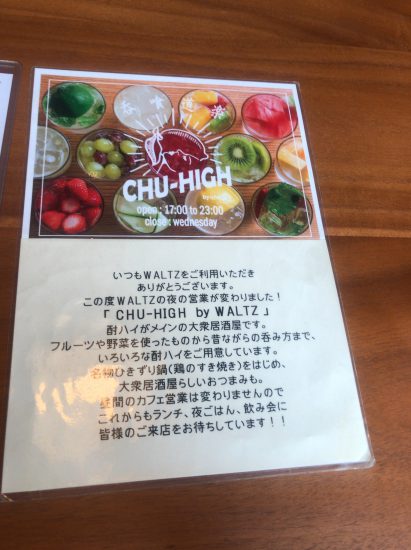 呑喰道楽
CHU-HIGH
open : 17:00 to 23:00
close : wednesday
いつもWALTZをご利用いただき
ありがとうございます。
この度WALTZの夜の営業が変わりました！
「 CHU-HIGH by WALTZ 」
酎ハイがメインの大衆居酒屋です。
フルーツや野菜を使ったものから昔ながらの呑み方まで、
いろいろな酎ハイをご用意しています。
名物ひきずり鍋(鶏のすき焼き)をはじめ、
大衆居酒屋らしいおつまみも。
昼間のカフェ営業は変わりませんので
これからもランチ、夜ごはん、飲み会に
皆様のご来店をお待ちしています！！